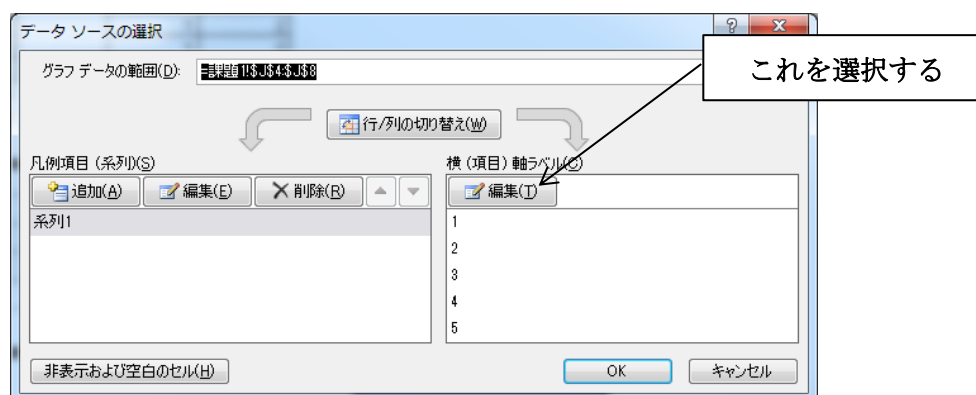 データ ソースの選択
これを選択する
グラフ データの範囲(D): =課題1!$J$4:$J$8
行/列の切り替え(W)
凡例項目 (系列)(S)
追加(A) 編集(E) 削除(R)
系列1
横 (項目) 軸ラベル(C)
編集(T)
1
2
3
4
5
非表示および空白のセル(H)
OK キャンセル